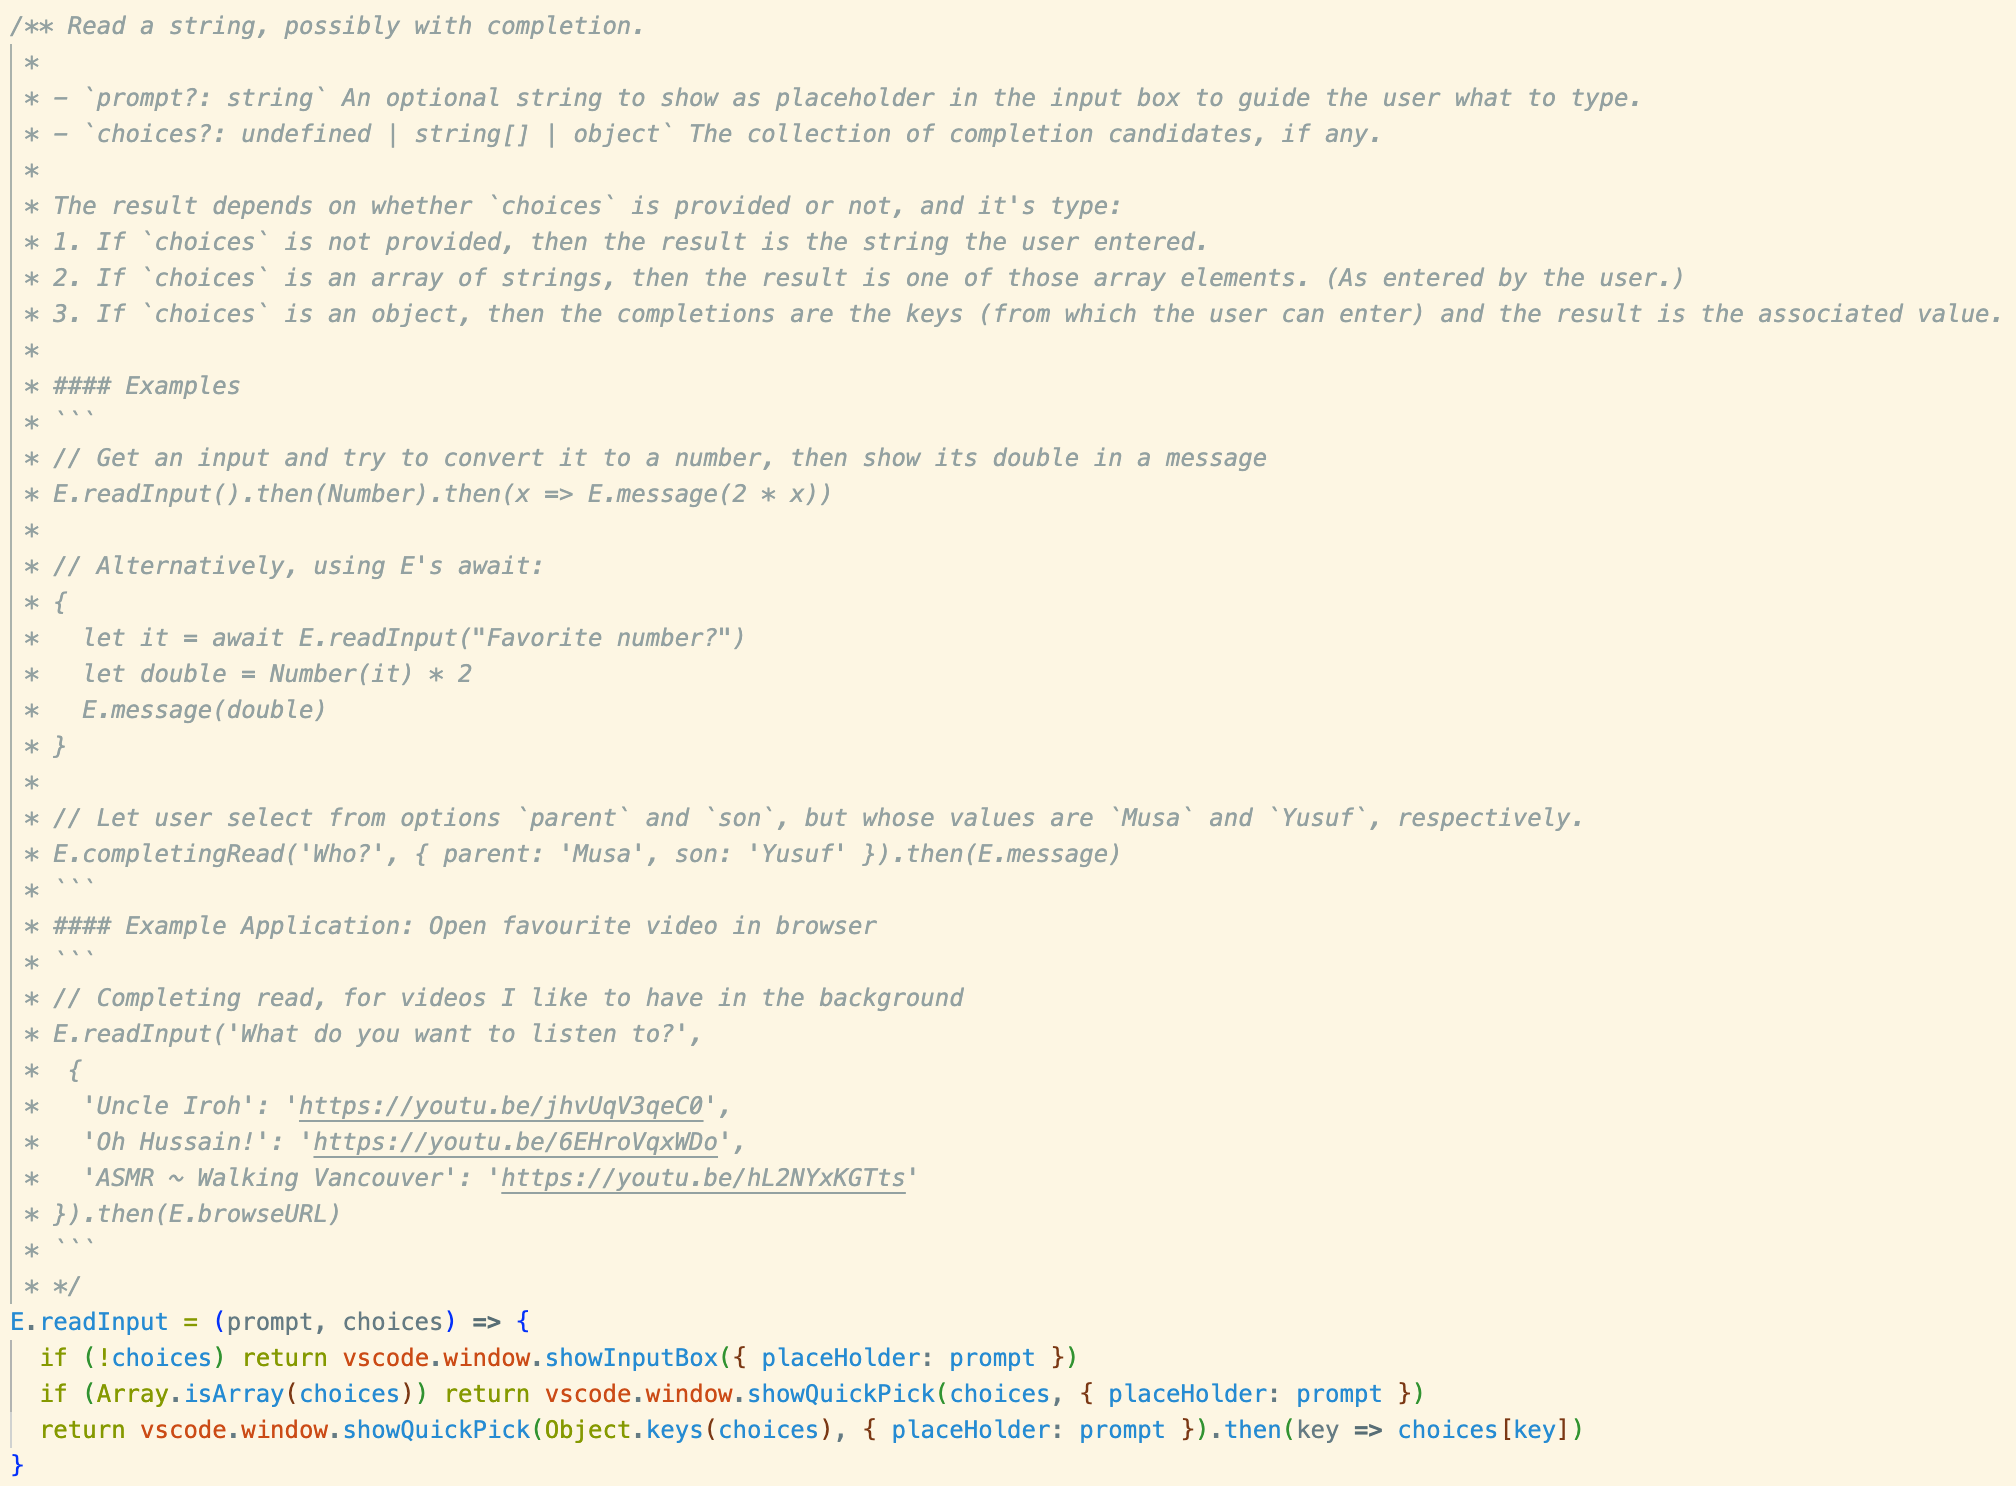 /** Read a string, possibly with completion.
 *
 * - `prompt?: string` An optional string to show as placeholder in the input box to guide the user what to type.
 * - `choices?: undefined | string[] | object` The collection of completion candidates, if any.
 *
 * The result depends on whether `choices` is provided or not, and it's type:
 * 1. If `choices` is not provided, then the result is the string the user entered.
 * 2. If `choices` is an array of strings, then the result is one of those array elements. (As entered by the user.)
 * 3. If `choices` is an object, then the completions are the keys (from which the user can enter) and the result is the associated value.
 *
 * #### Examples
 * ```
 * // Get an input and try to convert it to a number, then show its double in a message
 * E.readInput().then(Number).then(x => E.message(2 * x))
 *
 * // Alternatively, using E's await:
 * {
 *   let it = await E.readInput("Favorite number?")
 *   let double = Number(it) * 2
 *   E.message(double)
 * }
 *
 * // Let user select from options `parent` and `son`, but whose values are `Musa` and `Yusuf`, respectively.
 * E.completingRead('Who?', { parent: 'Musa', son: 'Yusuf' }).then(E.message)
 * ```
 * #### Example Application: Open favourite video in browser
 * ```
 * // Completing read, for videos I like to have in the background
 * E.readInput('What do you want to listen to?',
 *  {
 *   'Uncle Iroh': 'https://youtu.be/jhvUqV3qeC0',
 *   'Oh Hussain!': 'https://youtu.be/6EHroVqxWDo',
 *   'ASMR ~ Walking Vancouver': 'https://youtu.be/hL2NYxKGTts'
 * }).then(E.browseURL)
 * ```
 * */
E.readInput = (prompt, choices) => {
  if (!choices) return vscode.window.showInputBox({ placeHolder: prompt })
  if (Array.isArray(choices)) return vscode.window.showQuickPick(choices, { placeHolder: prompt })
  return vscode.window.showQuickPick(Object.keys(choices), { placeHolder: prompt }).then(key => choices[key])
}